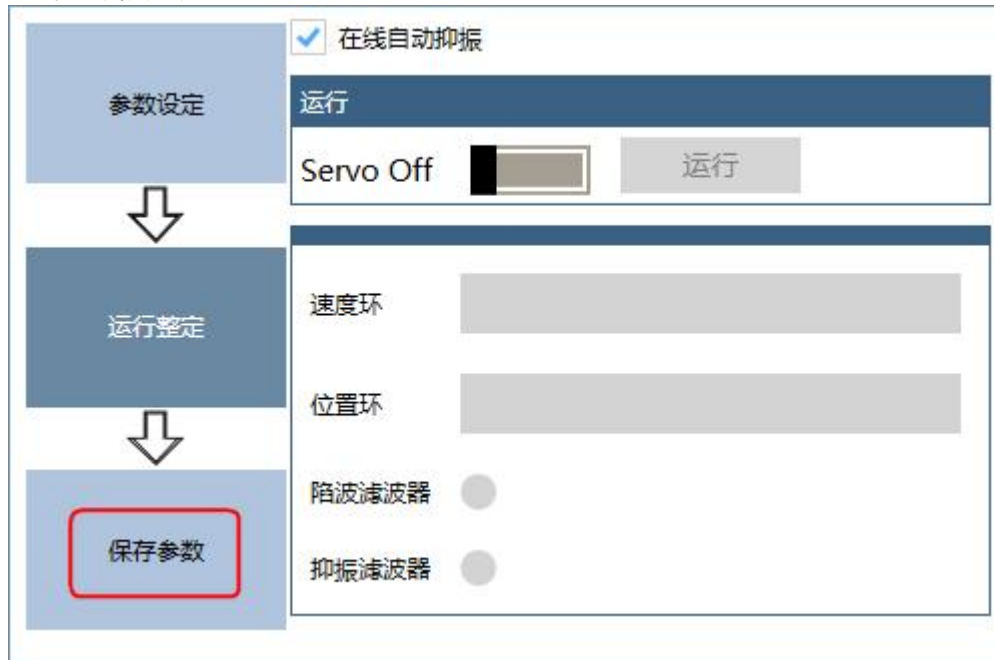 在线自动抑振
参数设定
运行
Servo Off
运行
运行整定
速度环
位置环
陷波滤波器
保存参数
抑振滤波器